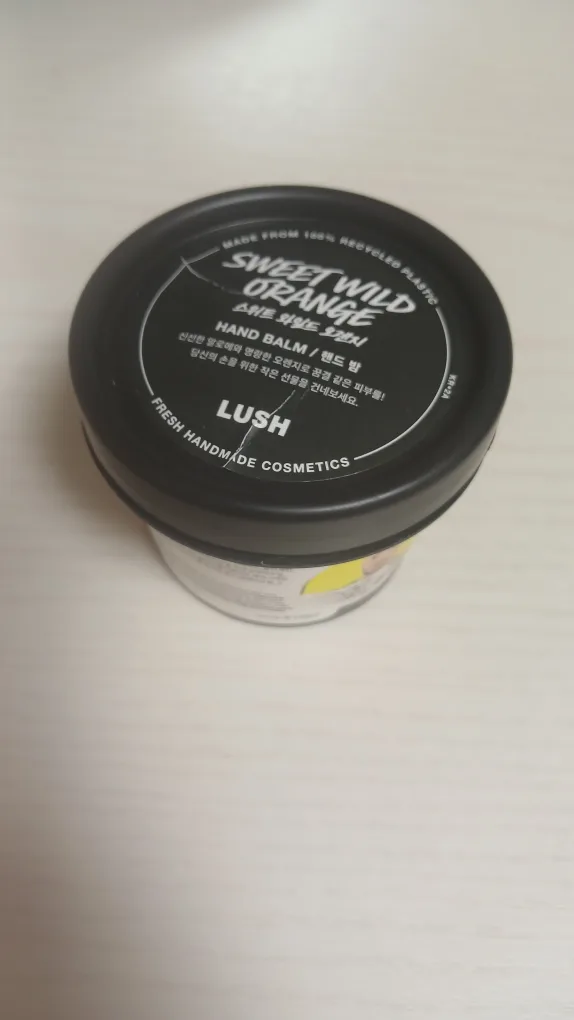 MADE FROM 100% RECYCLED PLASTIC
SWEET WILD
ORANGE
스위트 와일드 오렌지
HAND BALM / 핸드 밤
신선한 알로에와 명랑한 오렌지로 꿈결 같은 피부를!
당신의 손을 위한 작은 선물을 건네보세요.
LUSH
FRESH HANDMADE COSMETICS